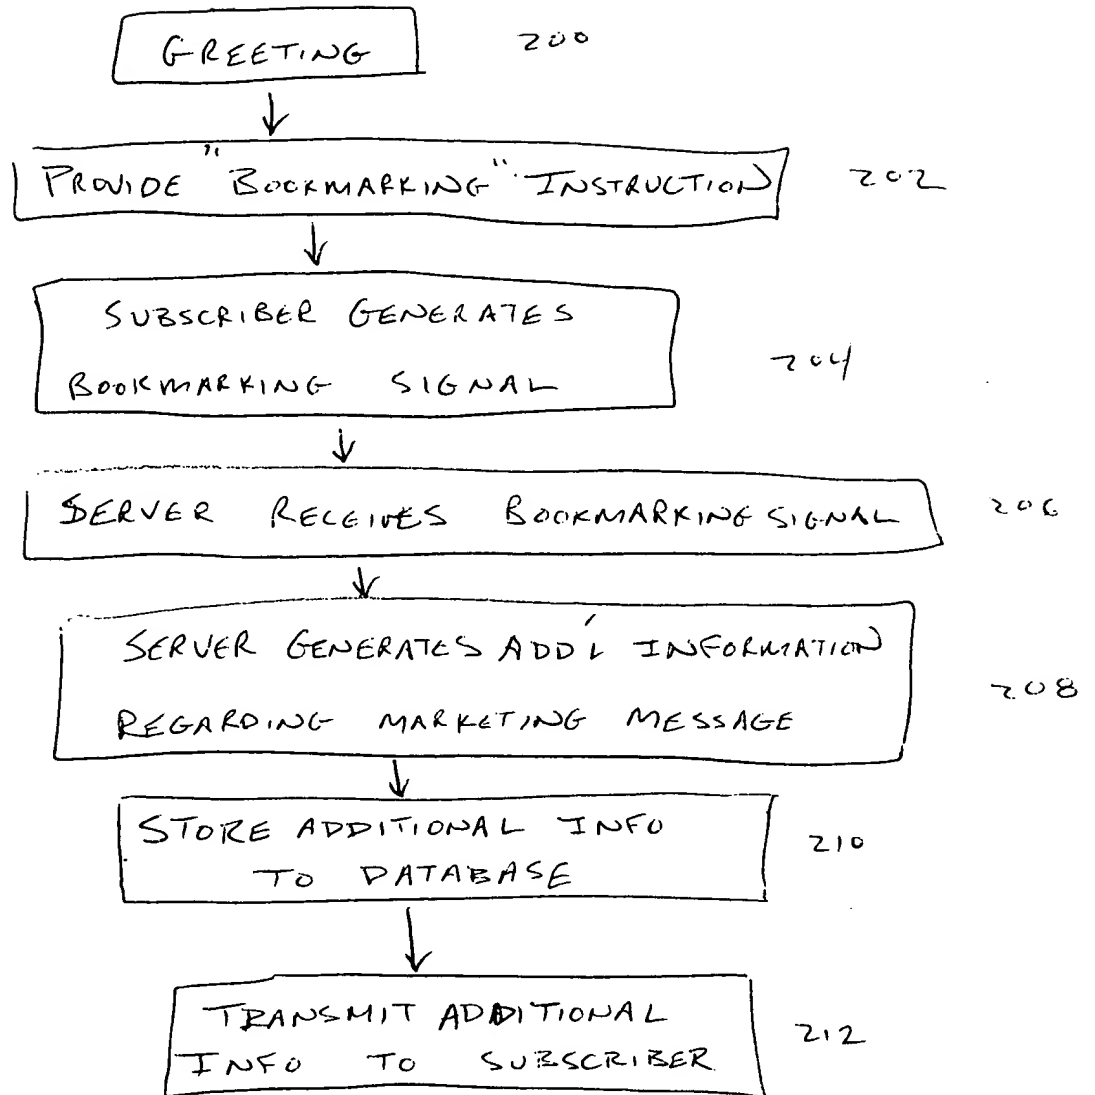 GREETING 200
PROVIDE "BOOKMARKING" INSTRUCTION 202
SUBSCRIBER GENERATES
BOOKMARKING SIGNAL 204
SERVER RECEIVES BOOKMARKING SIGNAL 206
SERVER GENERATES ADD'L INFORMATION
REGARDING MARKETING MESSAGE 208
STORE ADDITIONAL INFO 210
TO DATABASE
TRANSMIT ADDITIONAL 212
INFO TO SUBSCRIBER